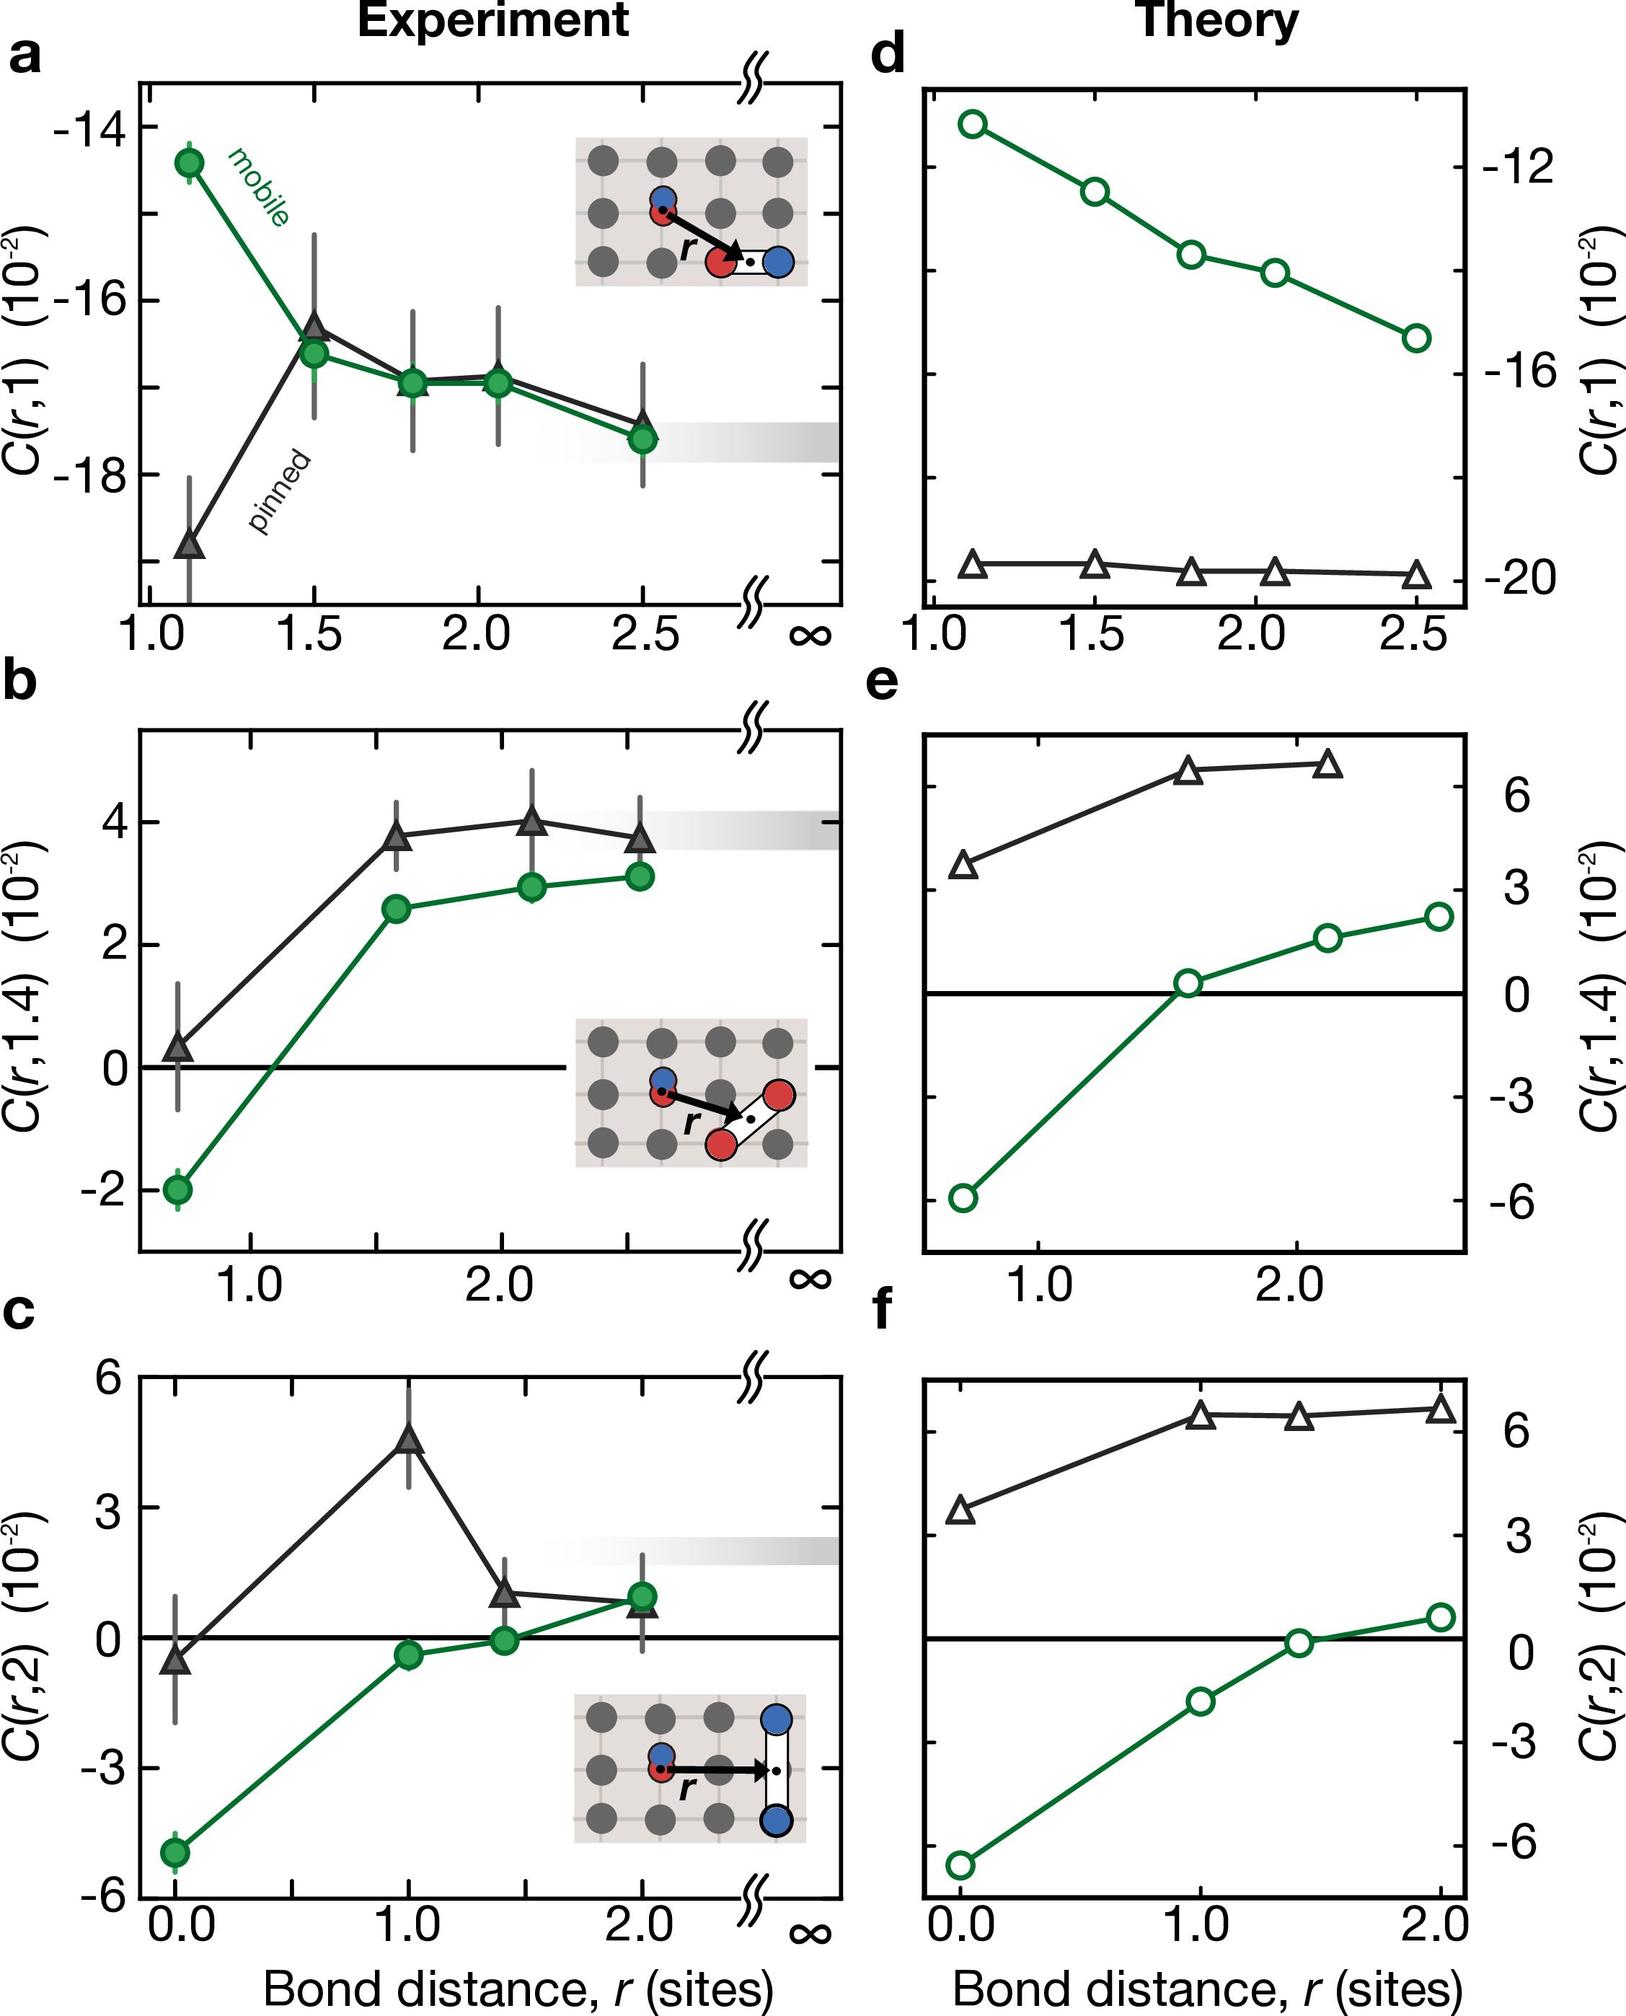 Experiment
Theory
a
-14
-16
-18
C(r,1) (10-2)
mobile
pinned
r
1.0 1.5 2.0 2.5 ∞
d
-12
-16
-20
C(r,1) (10-2)
1.0 1.5 2.0 2.5
b
4
2
0
-2
C(r,1.4) (10-2)
r
1.0 2.0 ∞
e
6
3
0
-3
-6
C(r,1.4) (10-2)
1.0 2.0
c
6
3
0
-3
-6
C(r,2) (10-2)
r
0.0 1.0 2.0 ∞
Bond distance, r (sites)
f
6
3
0
-3
-6
C(r,2) (10-2)
0.0 1.0 2.0
Bond distance, r (sites)